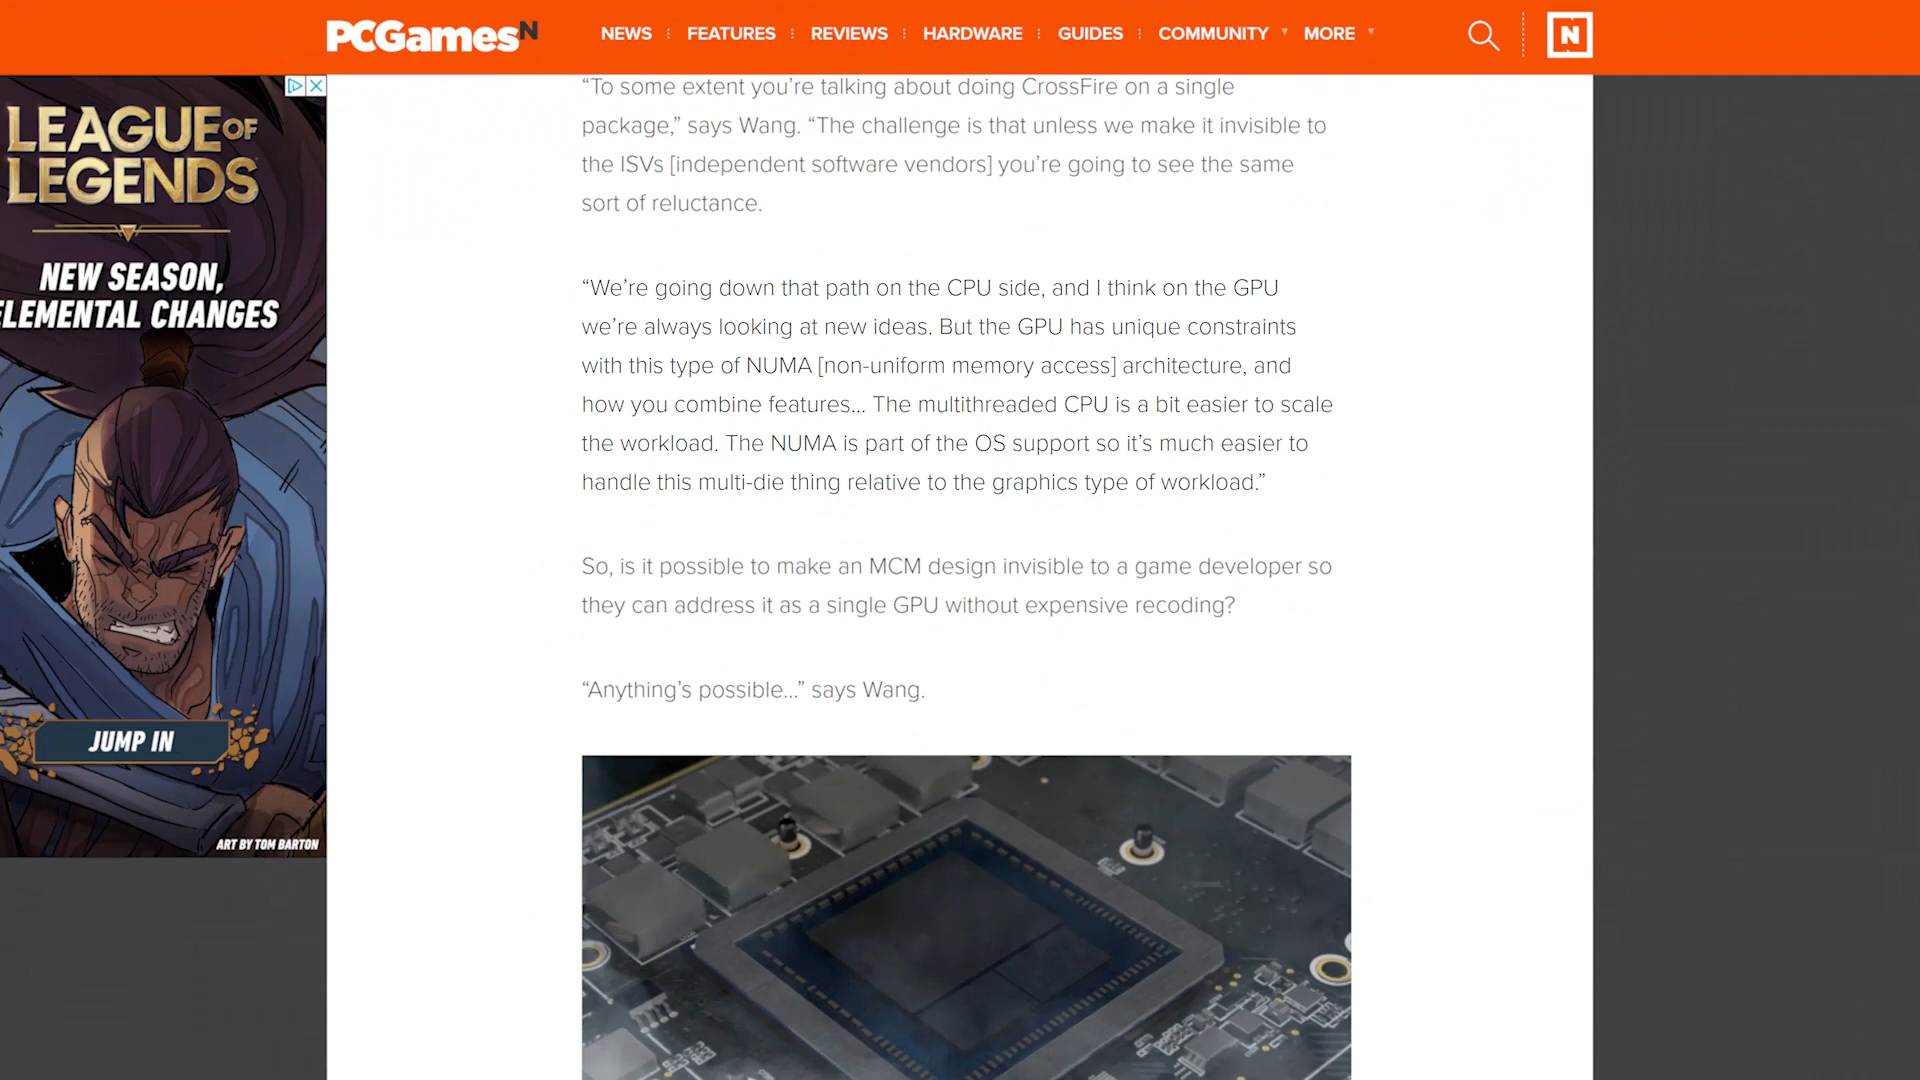 PCGamesN
NEWS
FEATURES
REVIEWS
HARDWARE
GUIDES
COMMUNITY
MORE
N
LEAGUE OF
LEGENDS
NEW SEASON,
ELEMENTAL CHANGES
JUMP IN
ART BY TOM BARTON
“To some extent you’re talking about doing CrossFire on a single
package,” says Wang. “The challenge is that unless we make it invisible to
the ISVs [independent software vendors] you’re going to see the same
sort of reluctance.
“We’re going down that path on the CPU side, and I think on the GPU
we’re always looking at new ideas. But the GPU has unique constraints
with this type of NUMA [non-uniform memory access] architecture, and
how you combine features… The multithreaded CPU is a bit easier to scale
the workload. The NUMA is part of the OS support so it’s much easier to
handle this multi-die thing relative to the graphics type of workload.”
So, is it possible to make an MCM design invisible to a game developer so
they can address it as a single GPU without expensive recoding?
“Anything’s possible…” says Wang.